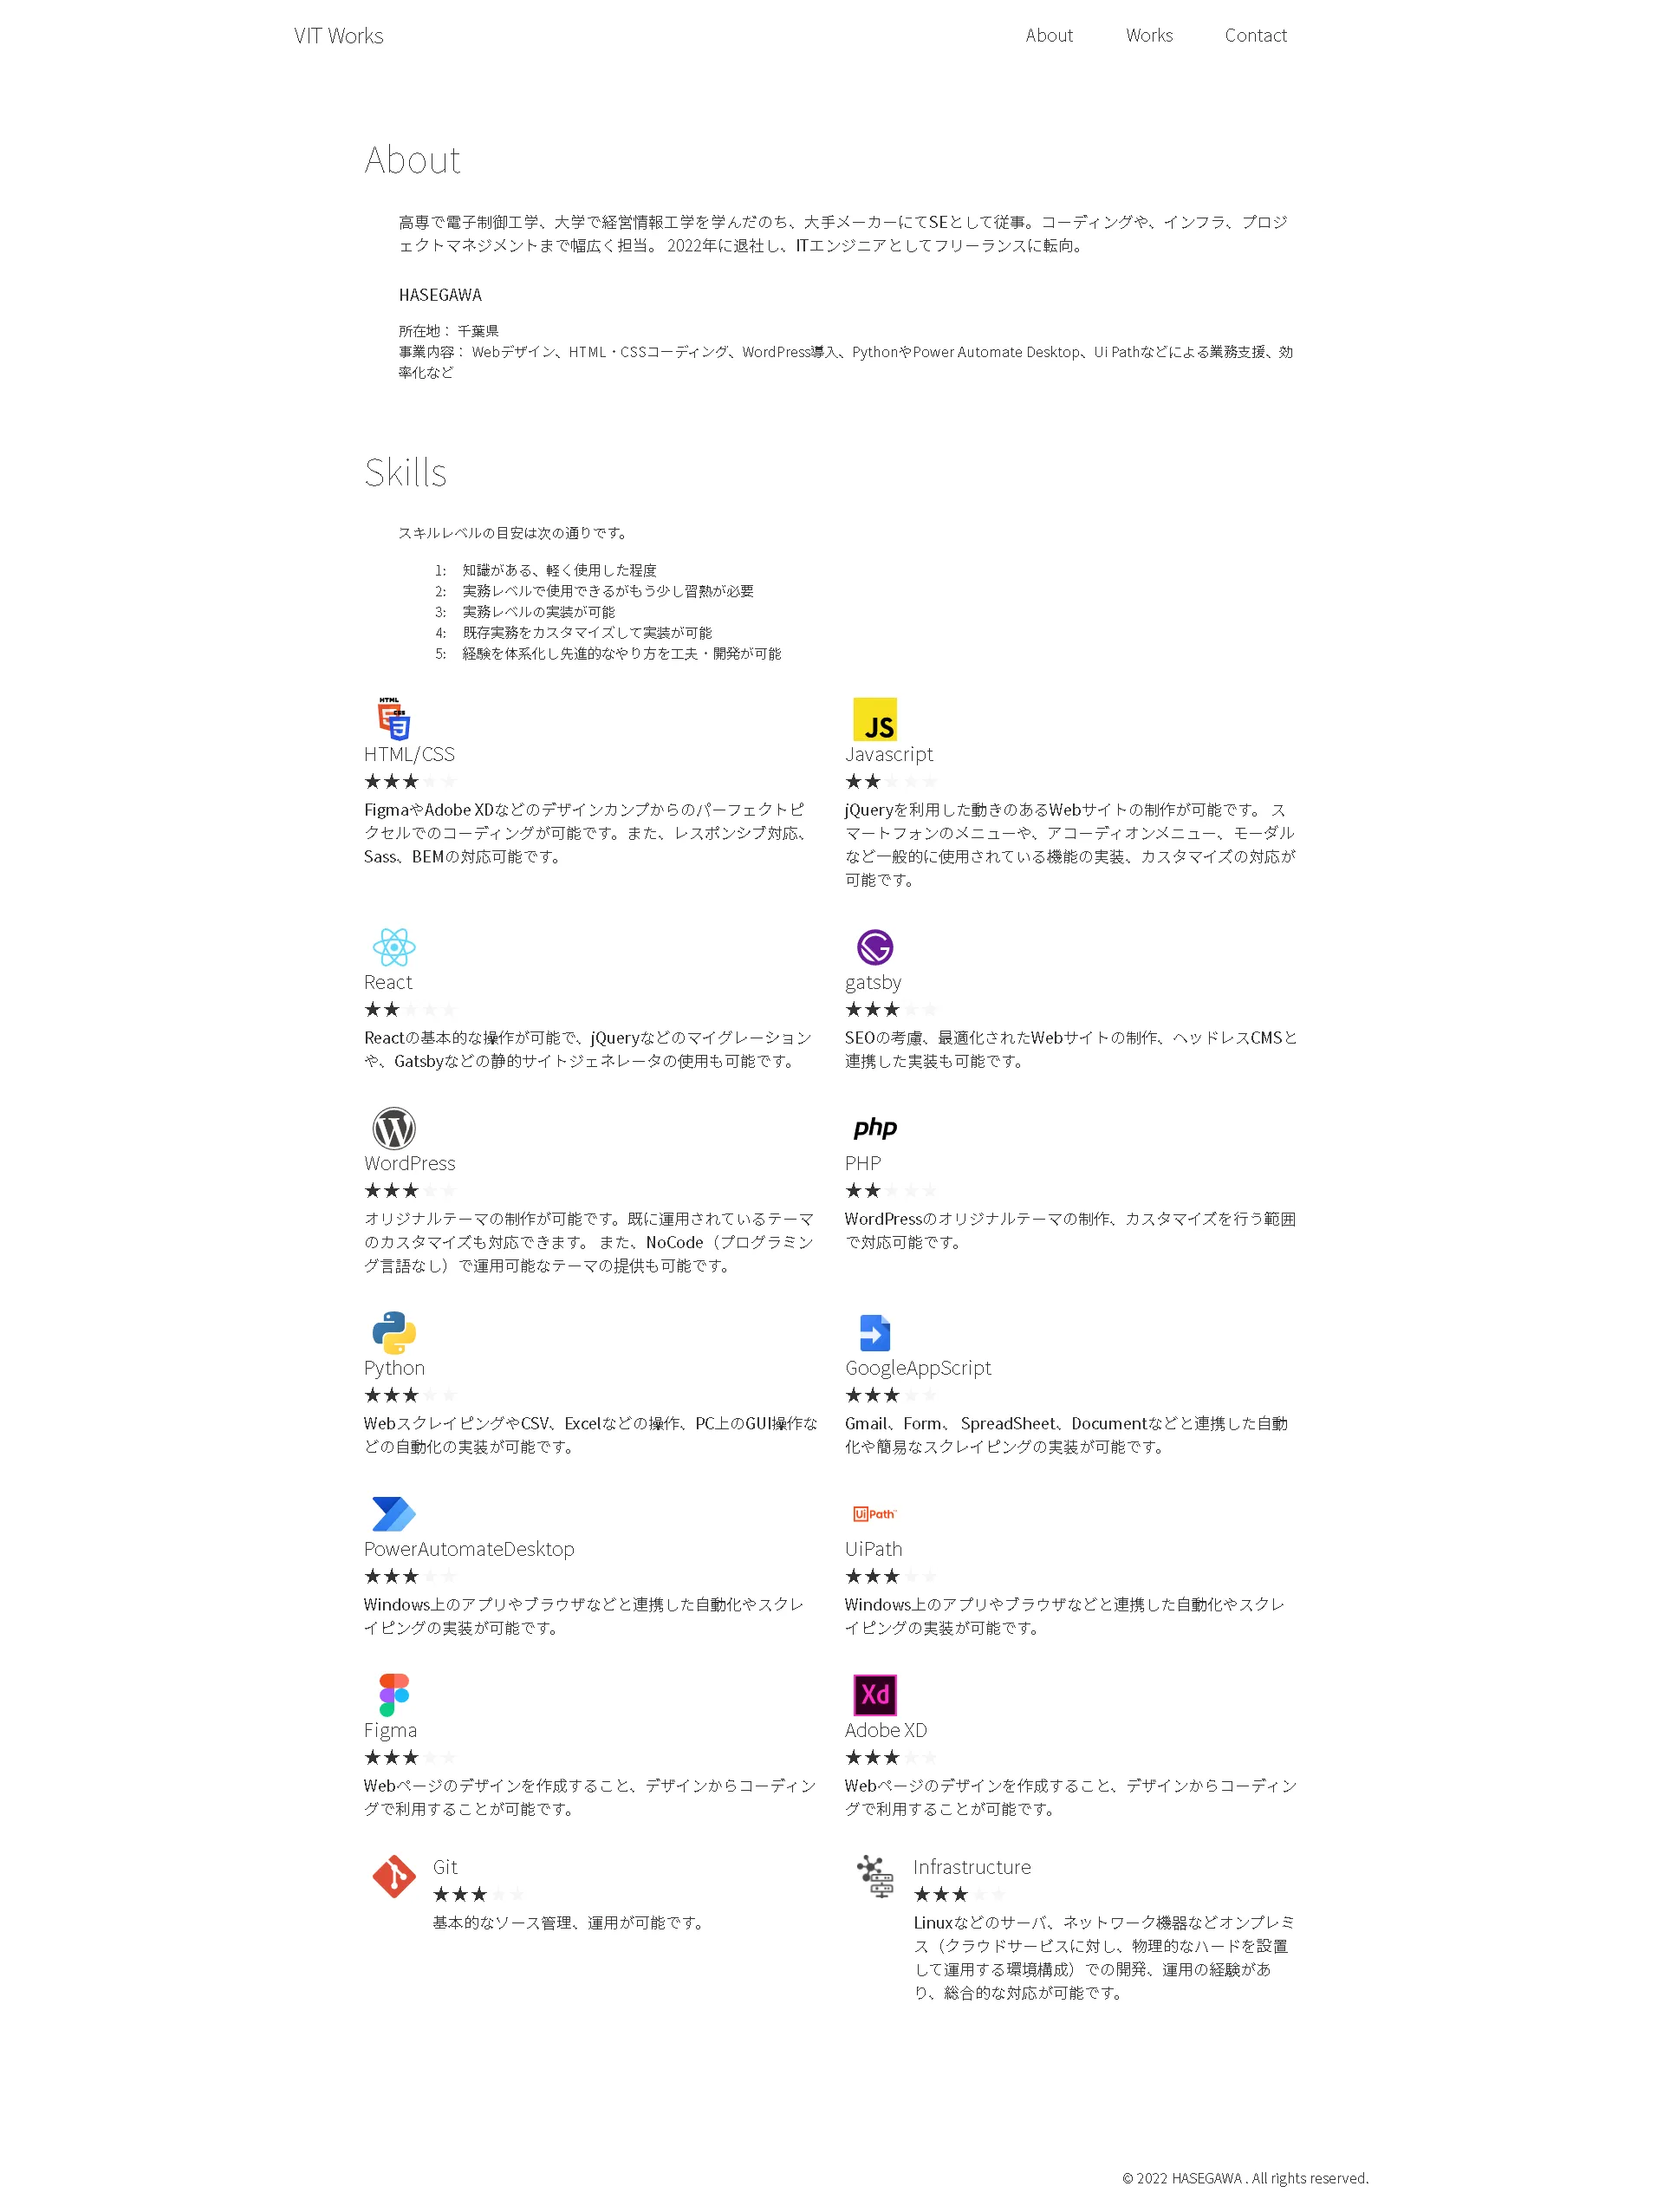 VIT Works
About
Works
Contact
About
高専で電子制御工学、大学で経営情報工学を学んだのち、大手メーカーにてSEとして従事。コーディングや、インフラ、プロジ
ェクトマネジメントまで幅広く担当。 2022年に退社し、ITエンジニアとしてフリーランスに転向。
HASEGAWA
所在地： 千葉県
事業内容： Webデザイン、HTML・CSSコーディング、WordPress導入、PythonやPower Automate Desktop、Ui Pathなどによる業務支援、効
率化など
Skills
スキルレベルの目安は次の通りです。
1: 知識がある、軽く使用した程度
2: 実務レベルで使用できるがもう少し習熟が必要
3: 実務レベルの実装が可能
4: 既存実務をカスタマイズして実装が可能
5: 経験を体系化し先進的なやり方を工夫・開発が可能
HTML
CSS
HTML/CSS
★★★★★
FigmaやAdobe XDなどのデザインカンプからのパーフェクトピ
クセルでのコーディングが可能です。また、レスポンシブ対応、
Sass、BEMの対応可能です。
JS
Javascript
★★★★★
jQueryを利用した動きのあるWebサイトの制作が可能です。 ス
マートフォンのメニューや、アコーディオンメニュー、モーダル
など一般的に使用されている機能の実装、カスタマイズの対応が
可能です。
React
★★★★★
Reactの基本的な操作が可能で、jQueryなどのマイグレーション
や、Gatsbyなどの静的サイトジェネレータの使用も可能です。
gatsby
★★★★★
SEOの考慮、最適化されたWebサイトの制作、ヘッドレスCMSと
連携した実装も可能です。
WordPress
★★★★★
オリジナルテーマの制作が可能です。既に運用されているテーマ
のカスタマイズも対応できます。 また、NoCode（プログラミン
グ言語なし）で運用可能なテーマの提供も可能です。
php
PHP
★★★★★
WordPressのオリジナルテーマの制作、カスタマイズを行う範囲
で対応可能です。
Python
★★★★★
WebスクレイピングやCSV、Excelなどの操作、PC上のGUI操作な
どの自動化の実装が可能です。
GoogleAppScript
★★★★★
Gmail、Form、 SpreadSheet、Documentなどと連携した自動
化や簡易なスクレイピングの実装が可能です。
PowerAutomateDesktop
★★★★★
Windows上のアプリやブラウザなどと連携した自動化やスクレ
イピングの実装が可能です。
UiPath
UiPath
★★★★★
Windows上のアプリやブラウザなどと連携した自動化やスクレ
イピングの実装が可能です。
Figma
★★★★★
Webページのデザインを作成すること、デザインからコーディン
グで利用することが可能です。
Xd
Adobe XD
★★★★★
Webページのデザインを作成すること、デザインからコーディン
グで利用することが可能です。
Git
★★★★★
基本的なソース管理、運用が可能です。
Infrastructure
★★★★★
Linuxなどのサーバ、ネットワーク機器などオンプレミ
ス（クラウドサービスに対し、物理的なハードを設置
して運用する環境構成）での開発、運用の経験があ
り、総合的な対応が可能です。
© 2022 HASEGAWA . All rights reserved.